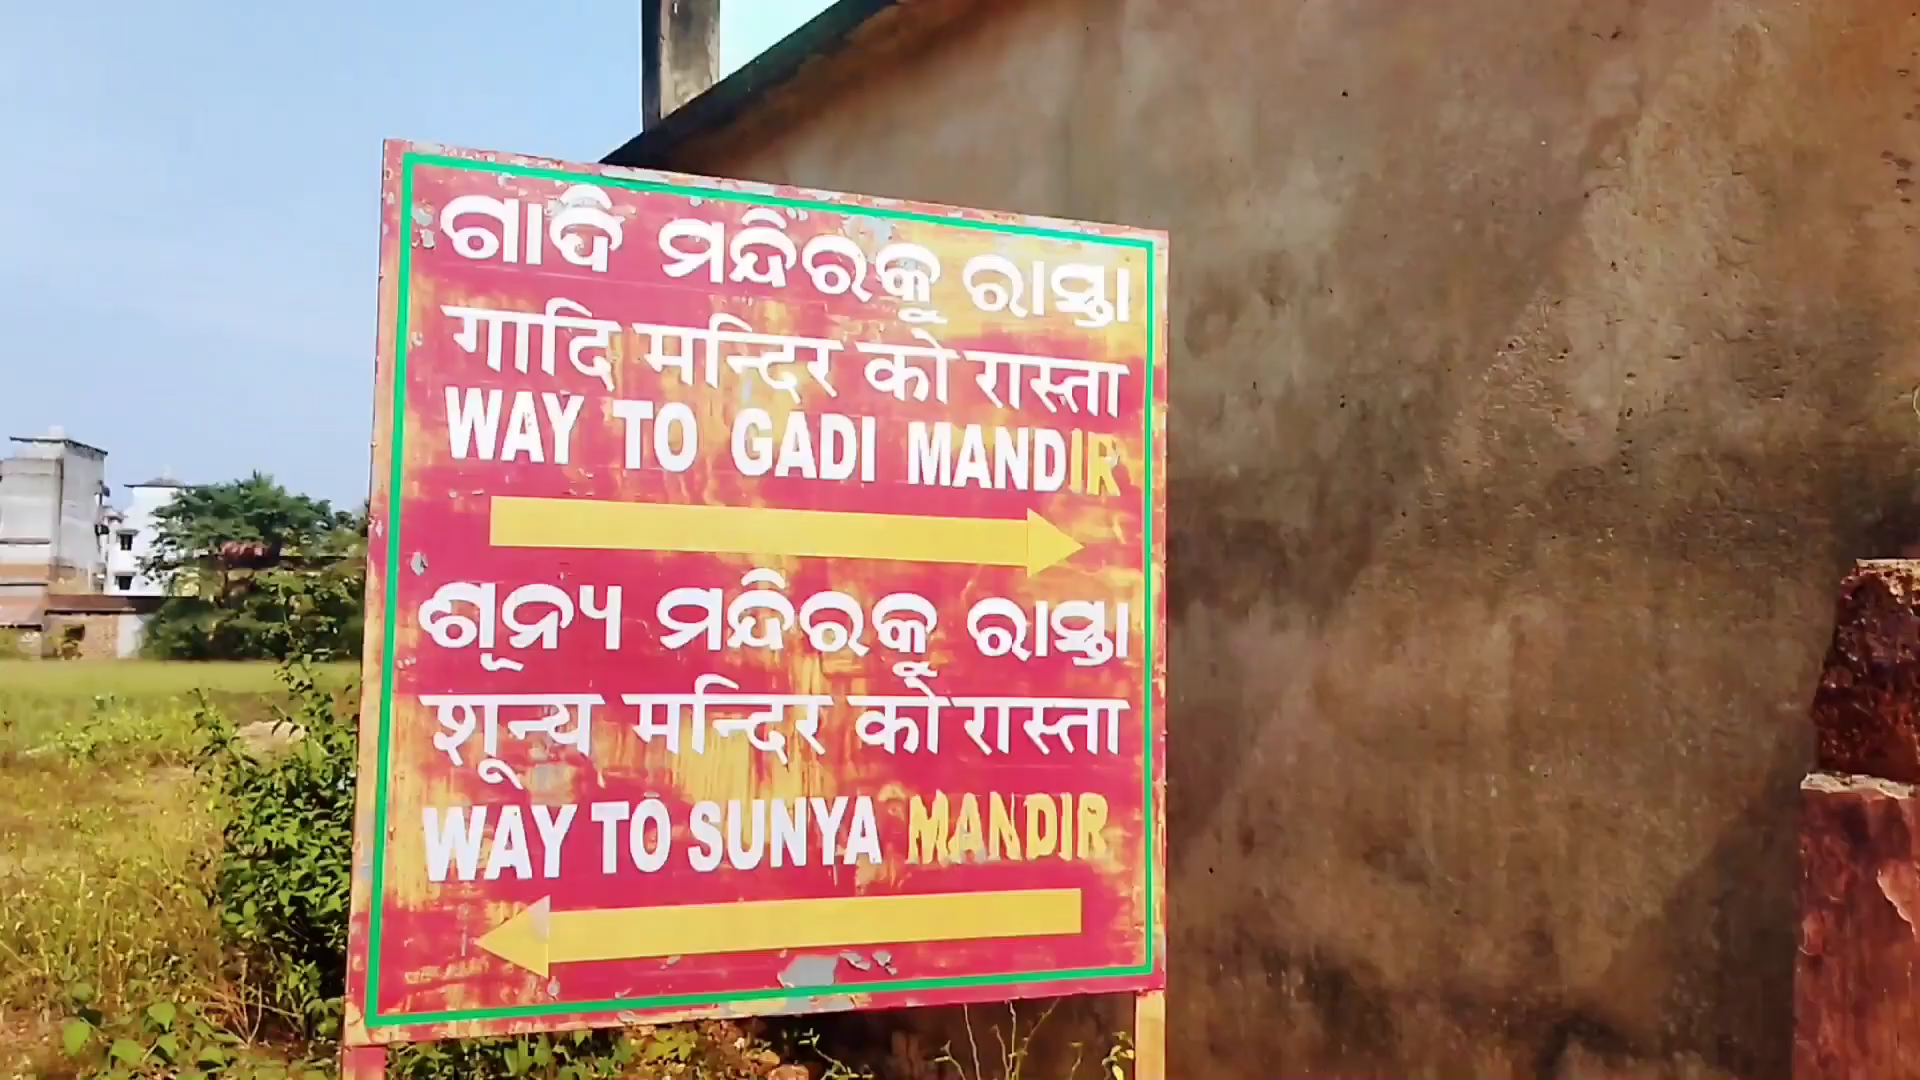 ଗାଦି ମନ୍ଦିରକୁ ରାସ୍ତା
गादि मन्दिर को रास्ता
WAY TO GADI MANDIR
ଶୂନ୍ୟ ମନ୍ଦିରକୁ ରାସ୍ତା
शून्य मन्दिर को रास्ता
WAY TO SUNYA MANDIR